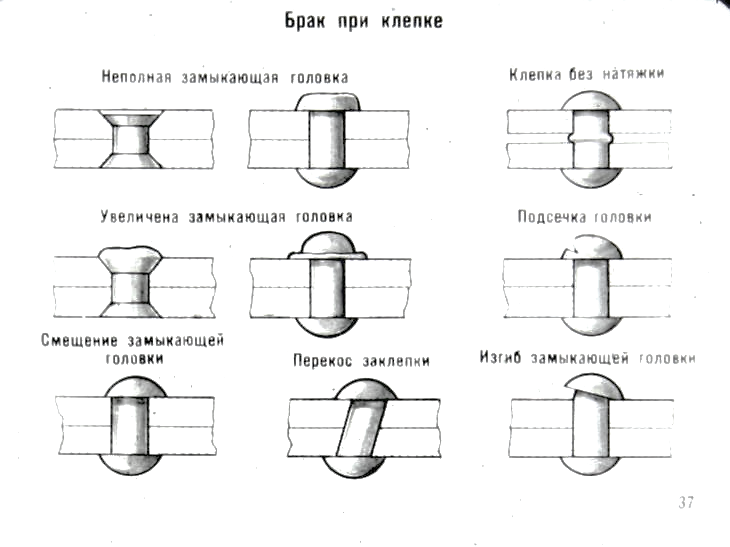 Брак при клепке
Неполная замыкающая головка
Клепка без натяжки
Увеличена замыкающая головка
Подсечка головки
Смещение замыкающей
головки
Перекос заклепки
Изгиб замыкающей головки
37